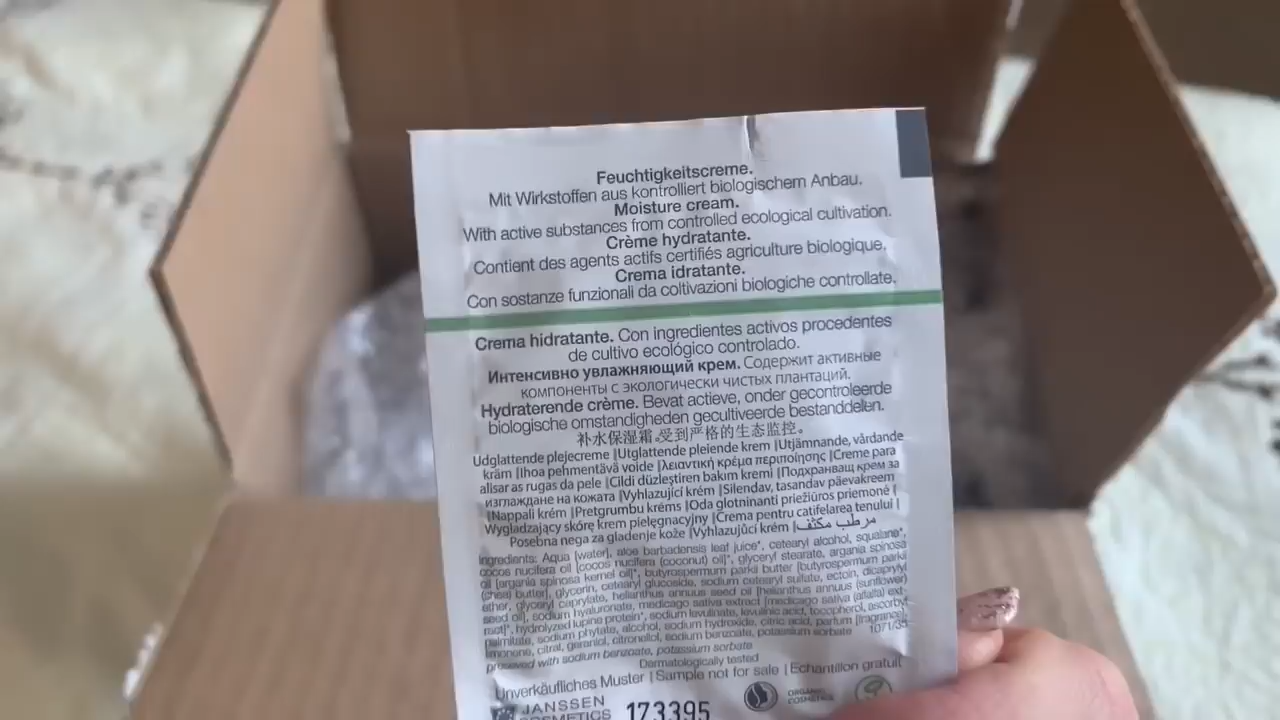 Feuchtigkeitscreme.
Mit Wirkstoffen aus kontrolliert biologischem Anbau.
Moisture cream.
With active substances from controlled ecological cultivation.
Crème hydratante.
Contient des agents actifs certifiés agriculture biologique.
Crema idratante.
Con sostanze funzionali da coltivazioni biologiche controllate.
Crema hidratante. Con ingredientes activos procedentes
de cultivo ecológico controlado.
Интенсивно увлажняющий крем. Содержит активные
компоненты с экологически чистых плантаций.
Hydraterende crème. Bevat actieve, onder gecontroleerde
biologische omstandigheden gecultiveerde bestanddelen.
补水保湿霜。受到严格的生态监控。
Udglattende plejecreme |Utglattende pleiende krem |Utjämnande, vårdande
kräm |Ihoa pehmentävä voide |λειαντική κρέμα περιποίησης |Creme para
alisar as rugas da pele |Cildi düzleştiren bakım kremi |Подхранващ крем за
изглаждане на кожата |Vyhlazující krém |Silendav, tasandav päevakreem
|Nappali krém |Pretgrumbu krēms |Oda glotninanti priežiūros priemonė |
Wygładzający skórę krem pielęgnacyjny |Crema pentru catifelarea tenului |
Posebna nega za gladenje kože |Vyhlazujúci krém |مرطب مكثف
Ingredients: Aqua [water], aloe barbadensis leaf juice*, cetearyl alcohol, squalane*,
cocos nucifera oil [cocos nucifera (coconut) oil]*, glyceryl stearate, argania spinosa
oil [argania spinosa kernel oil]*, butyrospermum parkii butter [butyrospermum parkii
(shea) butter], glycerin, cetearyl glucoside, sodium cetearyl sulfate, ectoin, dicaprylyl
ether, glyceryl caprylate, helianthus annuus seed oil [helianthus annuus (sunflower)
seed oil], sodium hyaluronate, medicago sativa extract [medicago sativa (alfalfa) ext-
ract]*, hydrolyzed lupine protein*, sodium levulinate, levulinic acid, tocopherol, ascorbyl
palmitate, sodium phytate, alcohol, sodium hydroxide, citric acid, parfum [fragrance],
limonene, citral, geraniol, citronellol, sodium benzoate, potassium sorbate 1071/35
preserved with sodium benzoate, potassium sorbate
Dermatologically tested
Unverkäufliches Muster | Sample not for sale | Echantillon gratuit
JANSSEN
COSMETICS
173395
ORGANIC
COSMETICS